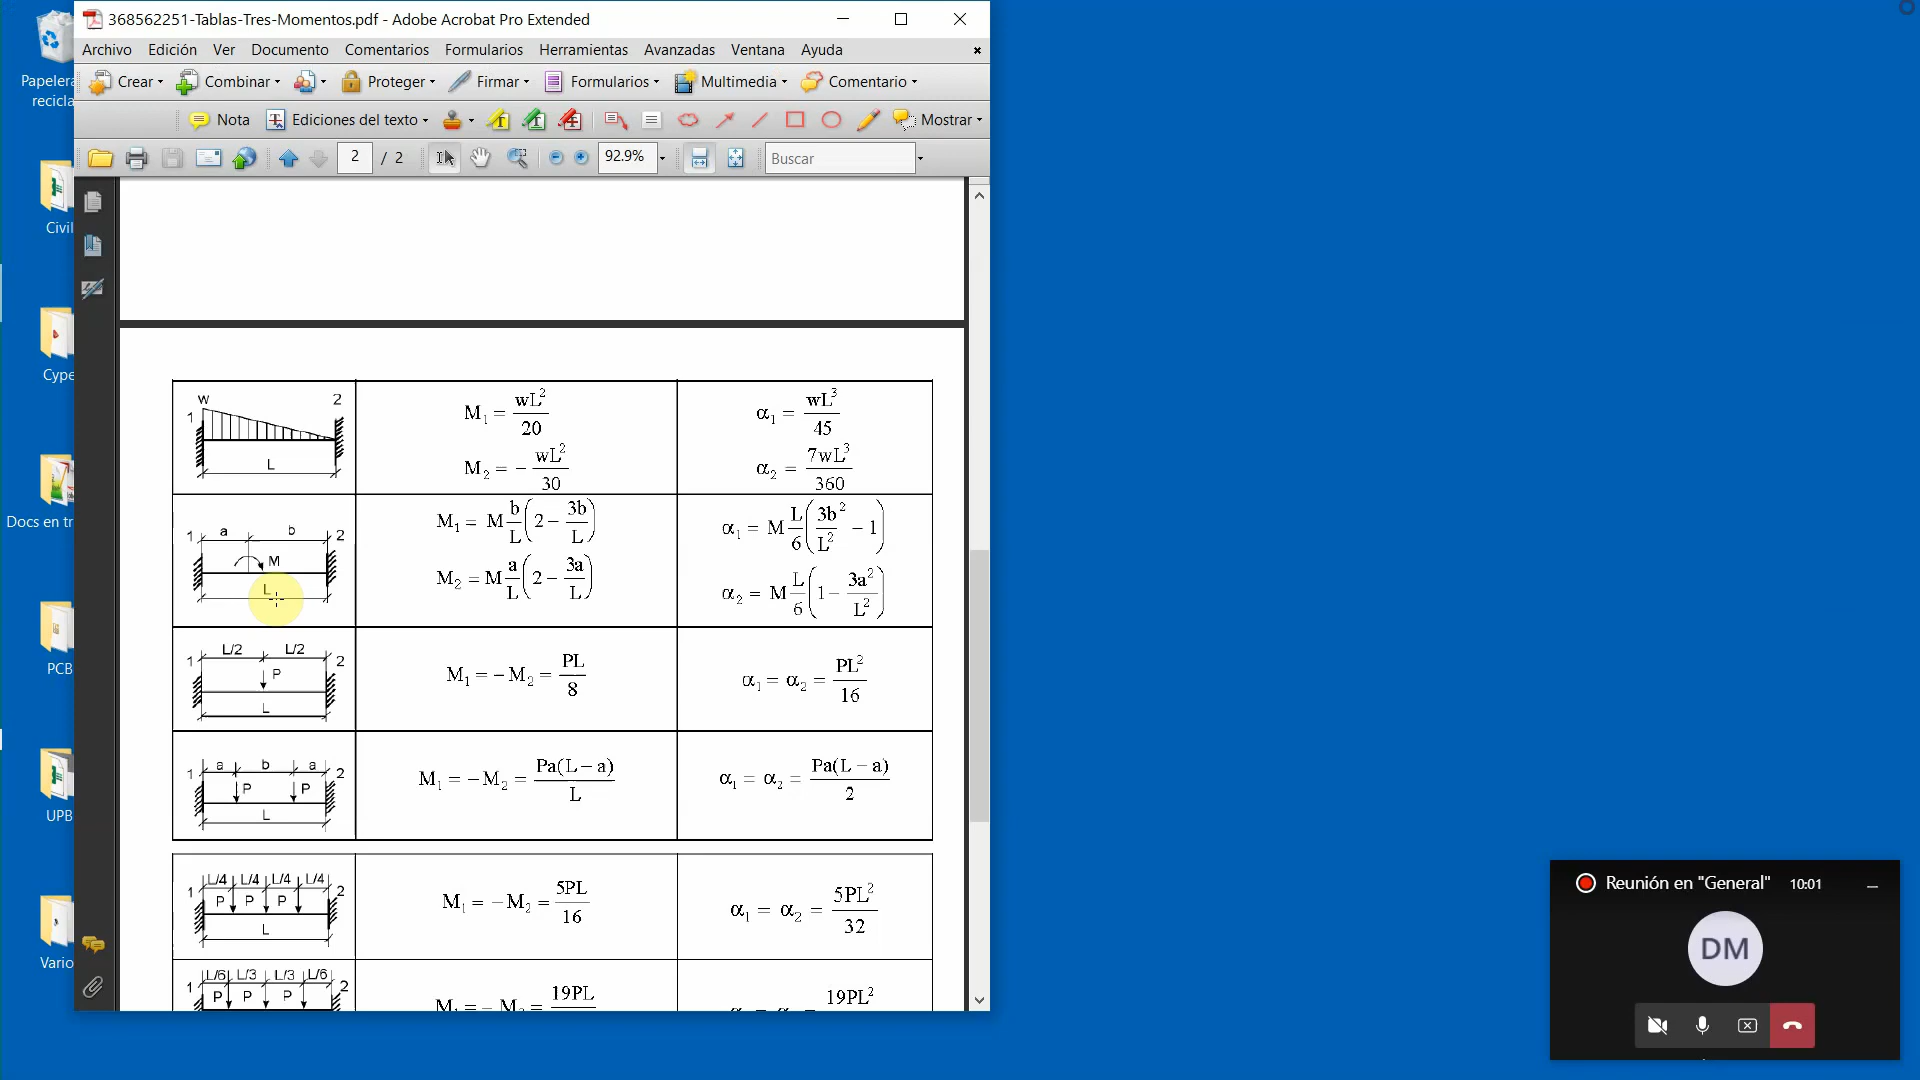 368562251-Tablas-Tres-Momentos.pdf - Adobe Acrobat Pro Extended
Archivo Edición Ver Documento Comentarios Formularios Herramientas Avanzadas Ventana Ayuda
Crear Combinar Proteger Firmar Formularios Multimedia Comentario
Nota Ediciones del texto Mostrar
2 / 2 92.9% Buscar
Papelera
recicla
Civil
Cype
Docs en tr
PCB
UPB
Vario
w
1 2
L
M₁ = wL²/20
M₂ = − wL²/30
α₁ = wL³/45
α₂ = 7wL³/360
1 a b 2
M
L
M₁ = M b/L (2 − 3b/L)
M₂ = M a/L (2 − 3a/L)
α₁ = M L/6 (3b²/L² − 1)
α₂ = M L/6 (1 − 3a²/L²)
L/2 L/2
1 2
P
L
M₁ = − M₂ = PL/8
α₁ = α₂ = PL²/16
1 a b a 2
P P
L
M₁ = − M₂ = Pa(L − a)/L
α₁ = α₂ = Pa(L − a)/2
L/4 L/4 L/4 L/4
1 2
P P P
L
M₁ = − M₂ = 5PL/16
α₁ = α₂ = 5PL²/32
L/6 L/3 L/3 L/6
1 2
P P P
19PL
19PL²
Reunión en "General" 10:01
DM